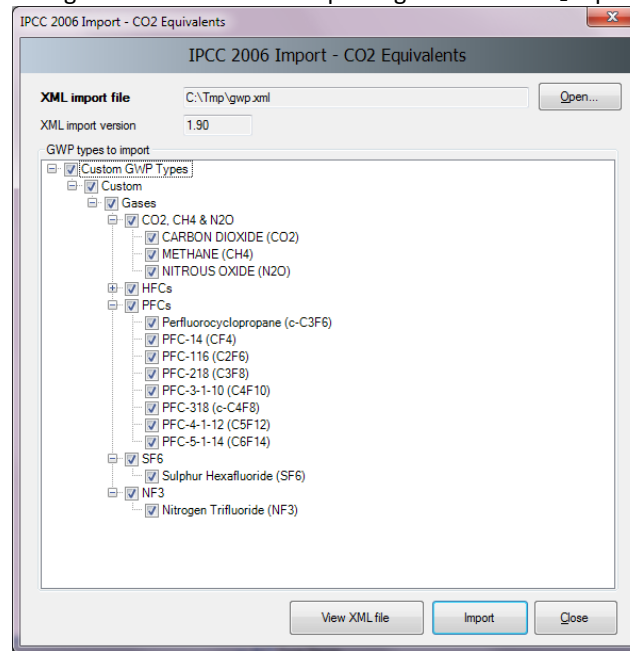 IPCC 2006 Import - CO2 Equivalents
IPCC 2006 Import - CO2 Equivalents
XML import file C:\Tmp\gwp.xml Open...
XML import version 1.90
GWP types to import
Custom GWP Types
Custom
Gases
CO2, CH4 & N2O
CARBON DIOXIDE (CO2)
METHANE (CH4)
NITROUS OXIDE (N2O)
HFCs
PFCs
Perfluorocyclopropane (c-C3F6)
PFC-14 (CF4)
PFC-116 (C2F6)
PFC-218 (C3F8)
PFC-3-1-10 (C4F10)
PFC-318 (c-C4F8)
PFC-4-1-12 (C5F12)
PFC-5-1-14 (C6F14)
SF6
Sulphur Hexafluoride (SF6)
NF3
Nitrogen Trifluoride (NF3)
View XML file Import Close